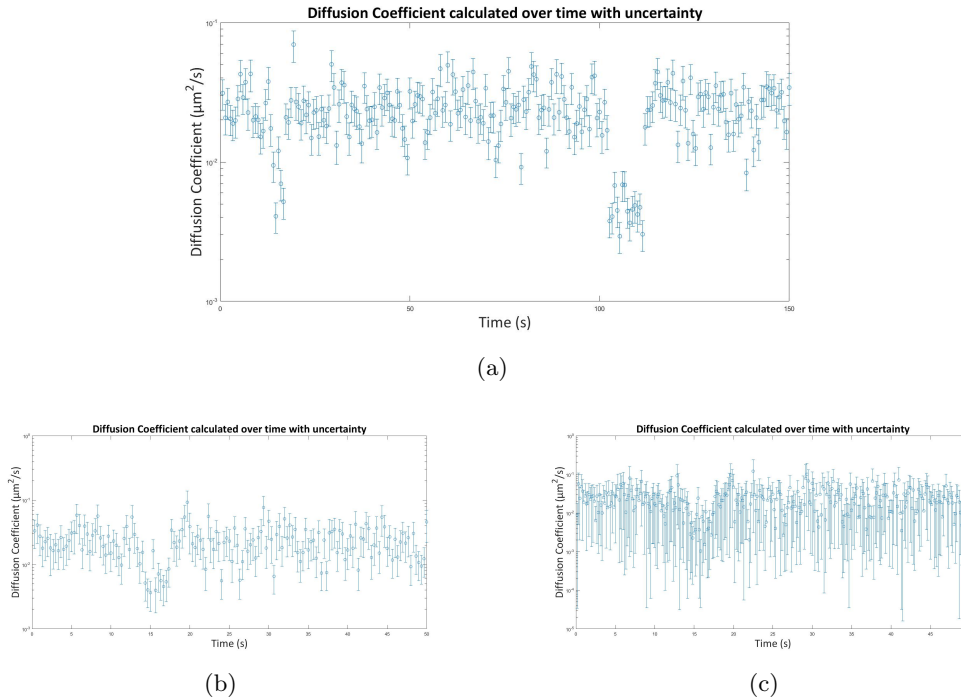 Diffusion Coefficient calculated over time with uncertainty
Diffusion Coefficient (µm²/s)
10⁻¹
10⁻²
10⁻³
0
50
100
150
Time (s)
(a)
Diffusion Coefficient calculated over time with uncertainty
Diffusion Coefficient (µm²/s)
0
5
10
15
20
25
30
35
40
45
50
Time (s)
(b)
Diffusion Coefficient calculated over time with uncertainty
Diffusion Coefficient (µm²/s)
0
5
10
15
20
25
30
35
40
45
Time (s)
(c)